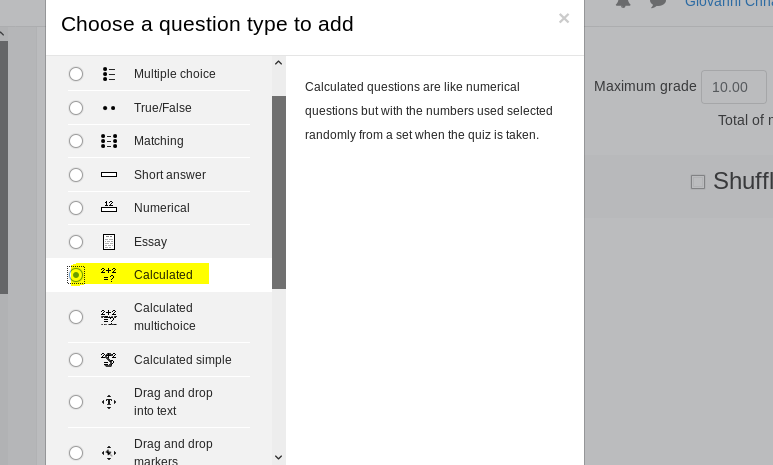 Choose a question type to add
×
Multiple choice
True/False
Matching
Short answer
Numerical
Essay
Calculated
Calculated
multichoice
Calculated simple
Drag and drop
into text
Drag and drop
markers
Calculated questions are like numerical
questions but with the numbers used selected
randomly from a set when the quiz is taken.
Giovanni
Maximum grade 10.00
Total of
Shuffl